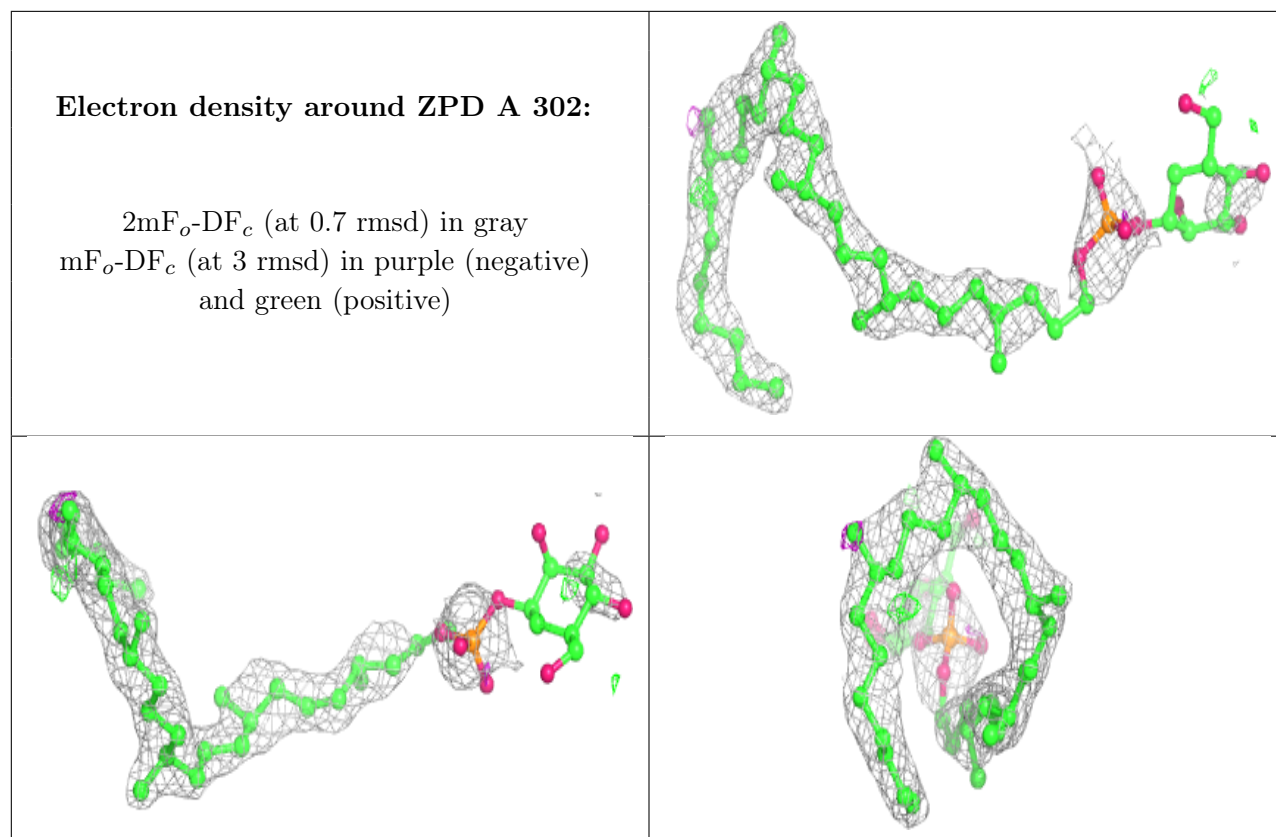 Electron density around ZPD A 302:
2mFo-DFc (at 0.7 rmsd) in gray
mFo-DFc (at 3 rmsd) in purple (negative)
and green (positive)